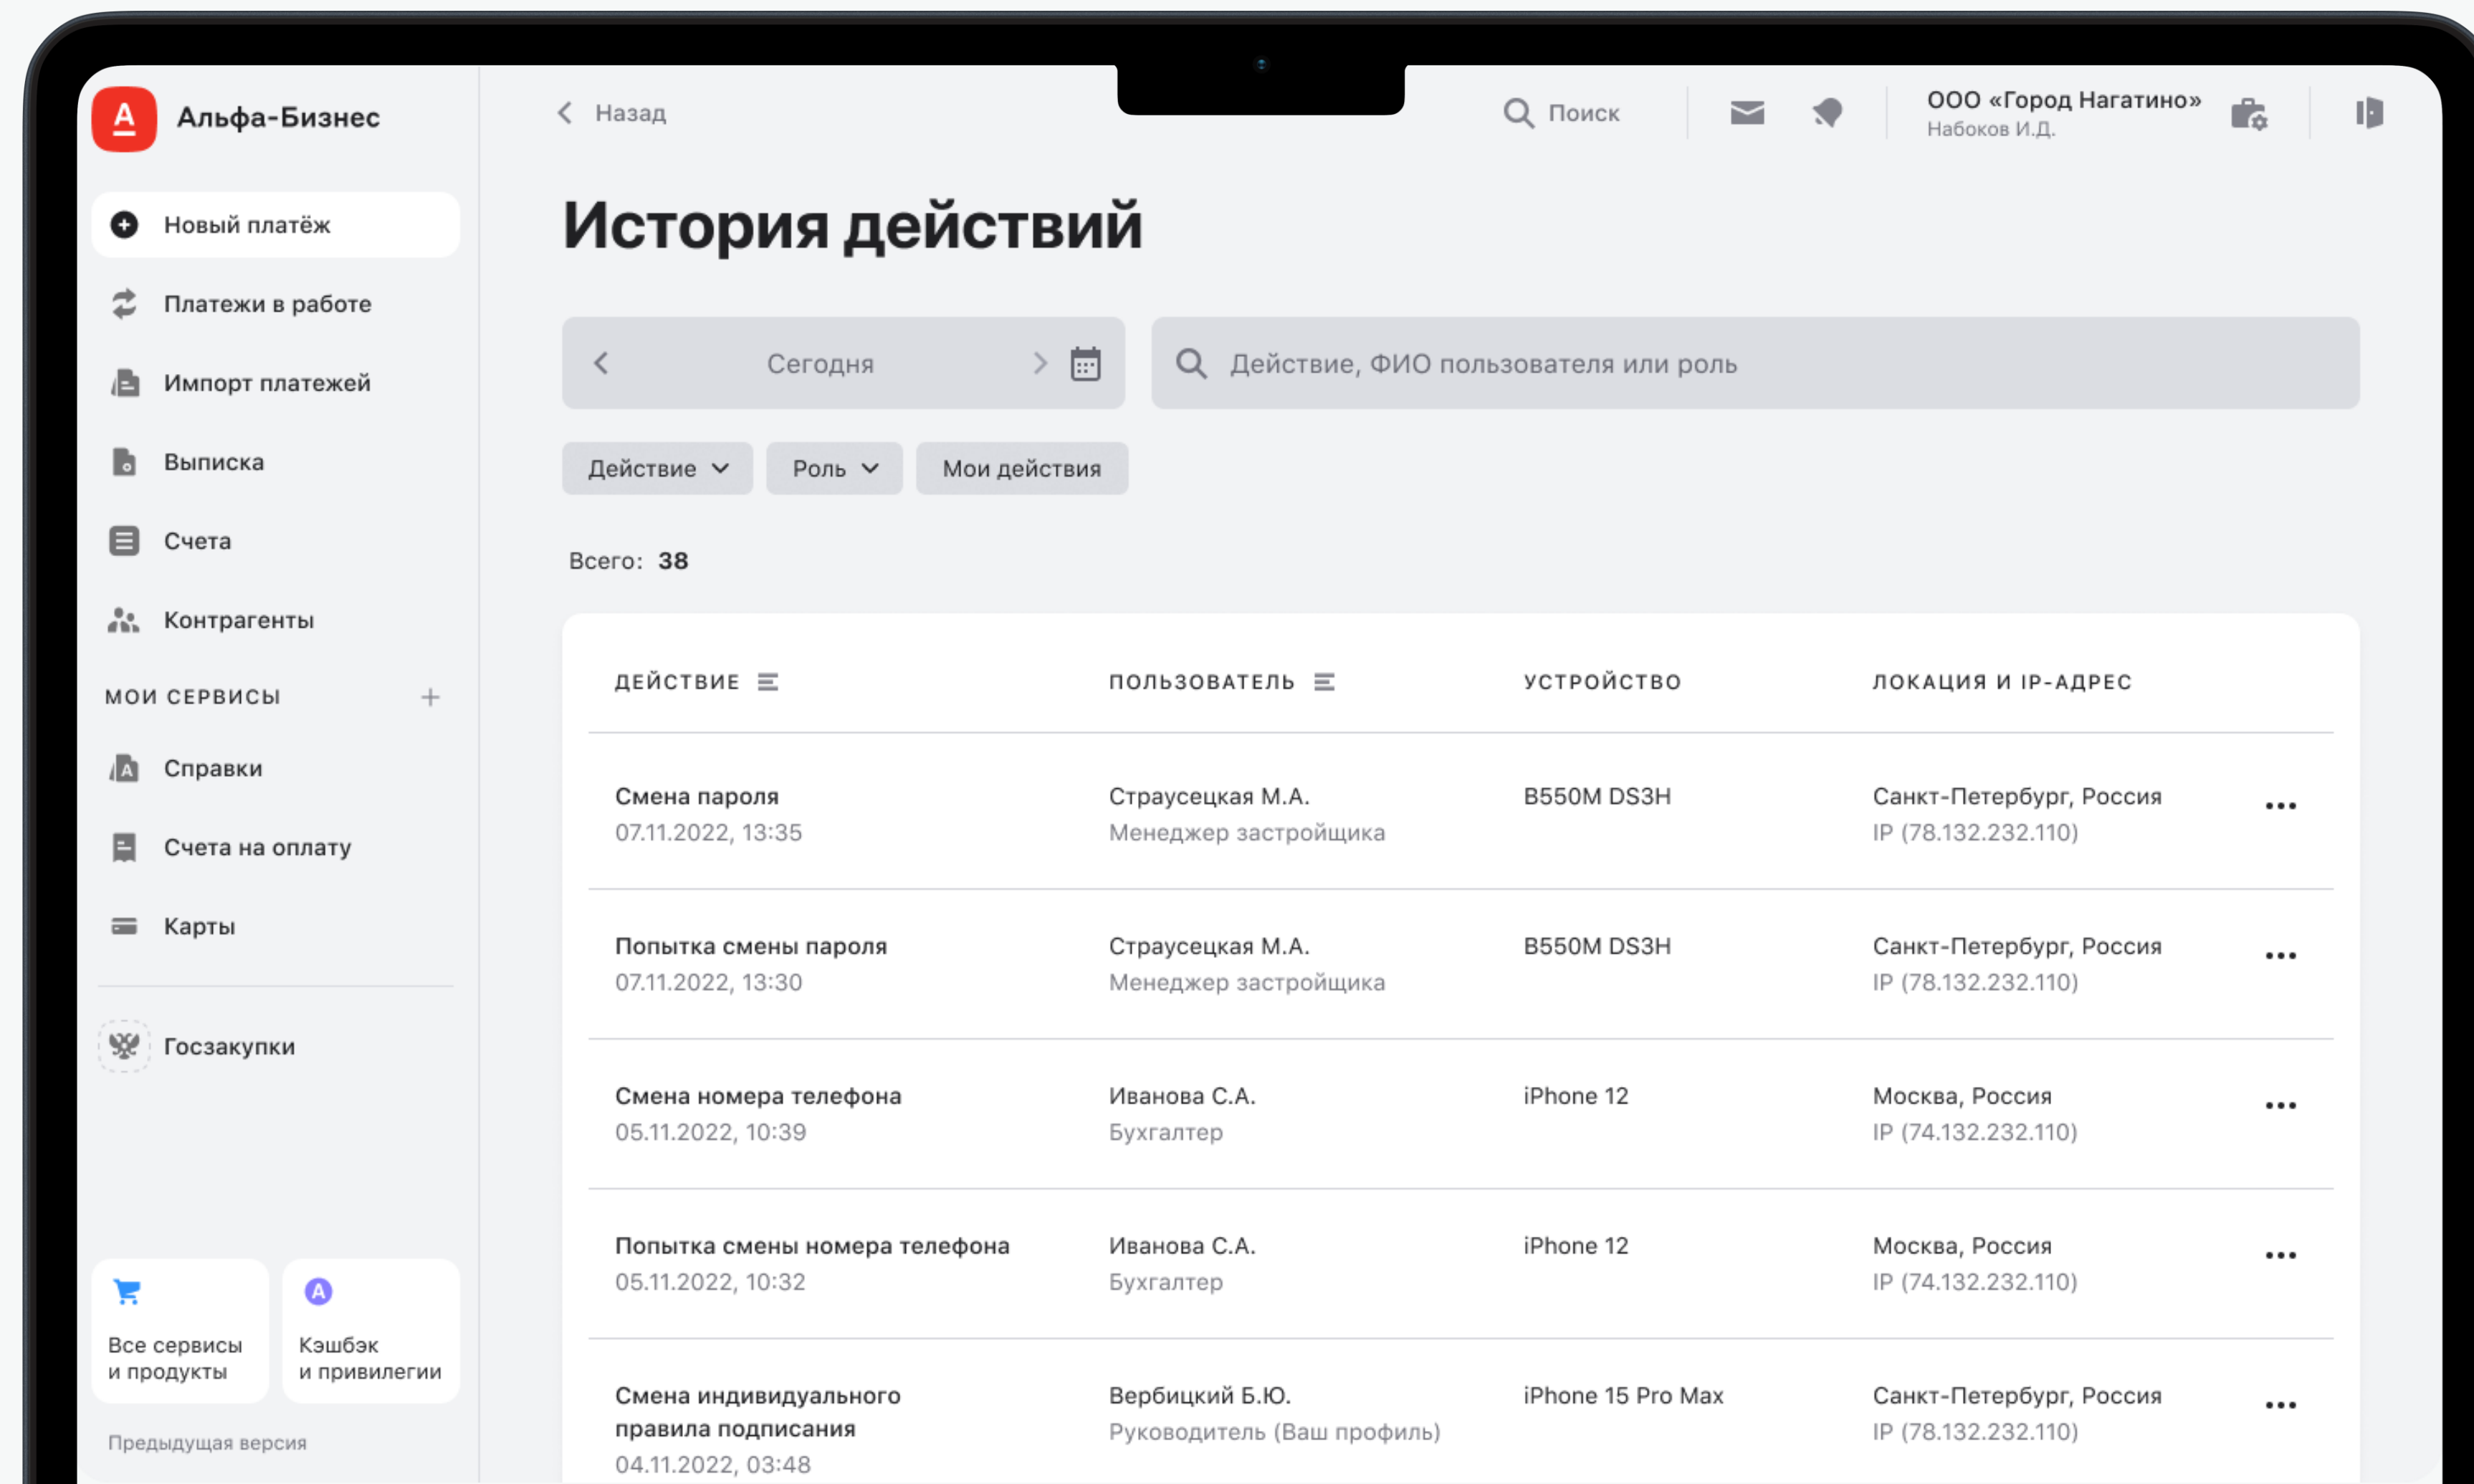 А
Альфа-Бизнес
Назад
Поиск
ООО «Город Нагатино»
Набоков И.Д.
Новый платёж
Платежи в работе
Импорт платежей
Выписка
Счета
Контрагенты
МОИ СЕРВИСЫ
Справки
Счета на оплату
Карты
Госзакупки
Все сервисы
и продукты
Кэшбэк
и привилегии
Предыдущая версия
История действий
Сегодня
Действие, ФИО пользователя или роль
Действие
Роль
Мои действия
Всего: 38
ДЕЙСТВИЕ ПОЛЬЗОВАТЕЛЬ УСТРОЙСТВО ЛОКАЦИЯ И IP-АДРЕС
Смена пароля Страусецкая М.А. B550M DS3H Санкт-Петербург, Россия
07.11.2022, 13:35 Менеджер застройщика IP (78.132.232.110)
Попытка смены пароля Страусецкая М.А. B550M DS3H Санкт-Петербург, Россия
07.11.2022, 13:30 Менеджер застройщика IP (78.132.232.110)
Смена номера телефона Иванова С.А. iPhone 12 Москва, Россия
05.11.2022, 10:39 Бухгалтер IP (74.132.232.110)
Попытка смены номера телефона Иванова С.А. iPhone 12 Москва, Россия
05.11.2022, 10:32 Бухгалтер IP (74.132.232.110)
Смена индивидуального Вербицкий Б.Ю. iPhone 15 Pro Max Санкт-Петербург, Россия
правила подписания Руководитель (Ваш профиль) IP (78.132.232.110)
04.11.2022, 03:48